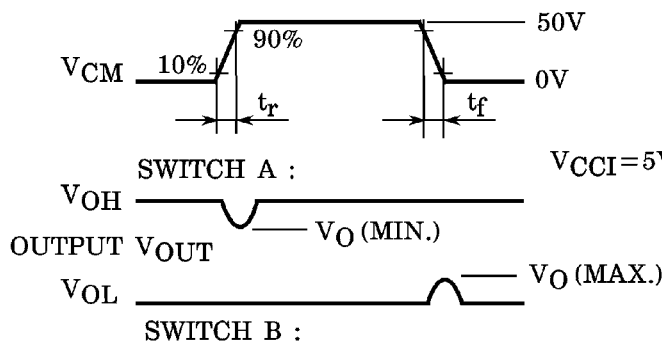 50V
90%
10%
VCM
0V
tr
tf
SWITCH A :
VCCI=5V
VOH
VO (MIN.)
OUTPUT VOUT
VO (MAX.)
VOL
SWITCH B :